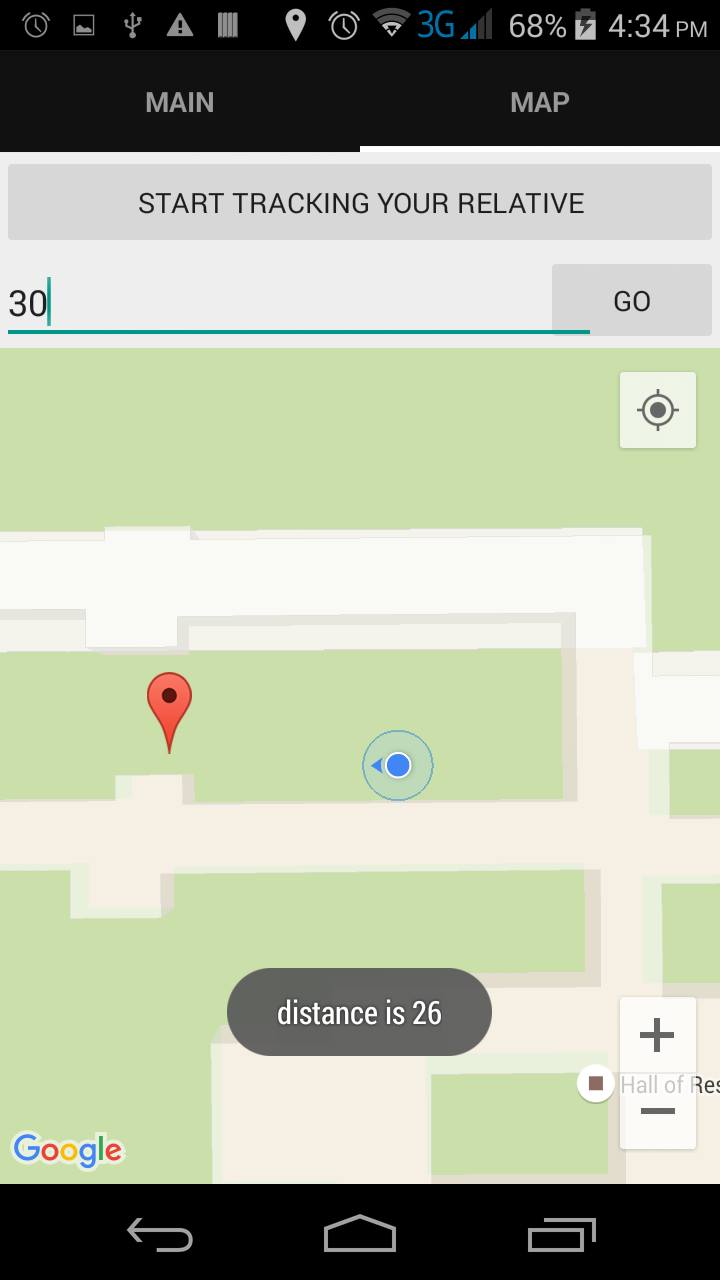 3G 68% 4:34 PM
MAIN MAP
START TRACKING YOUR RELATIVE
30 GO
distance is 26
Hall of Res
Google